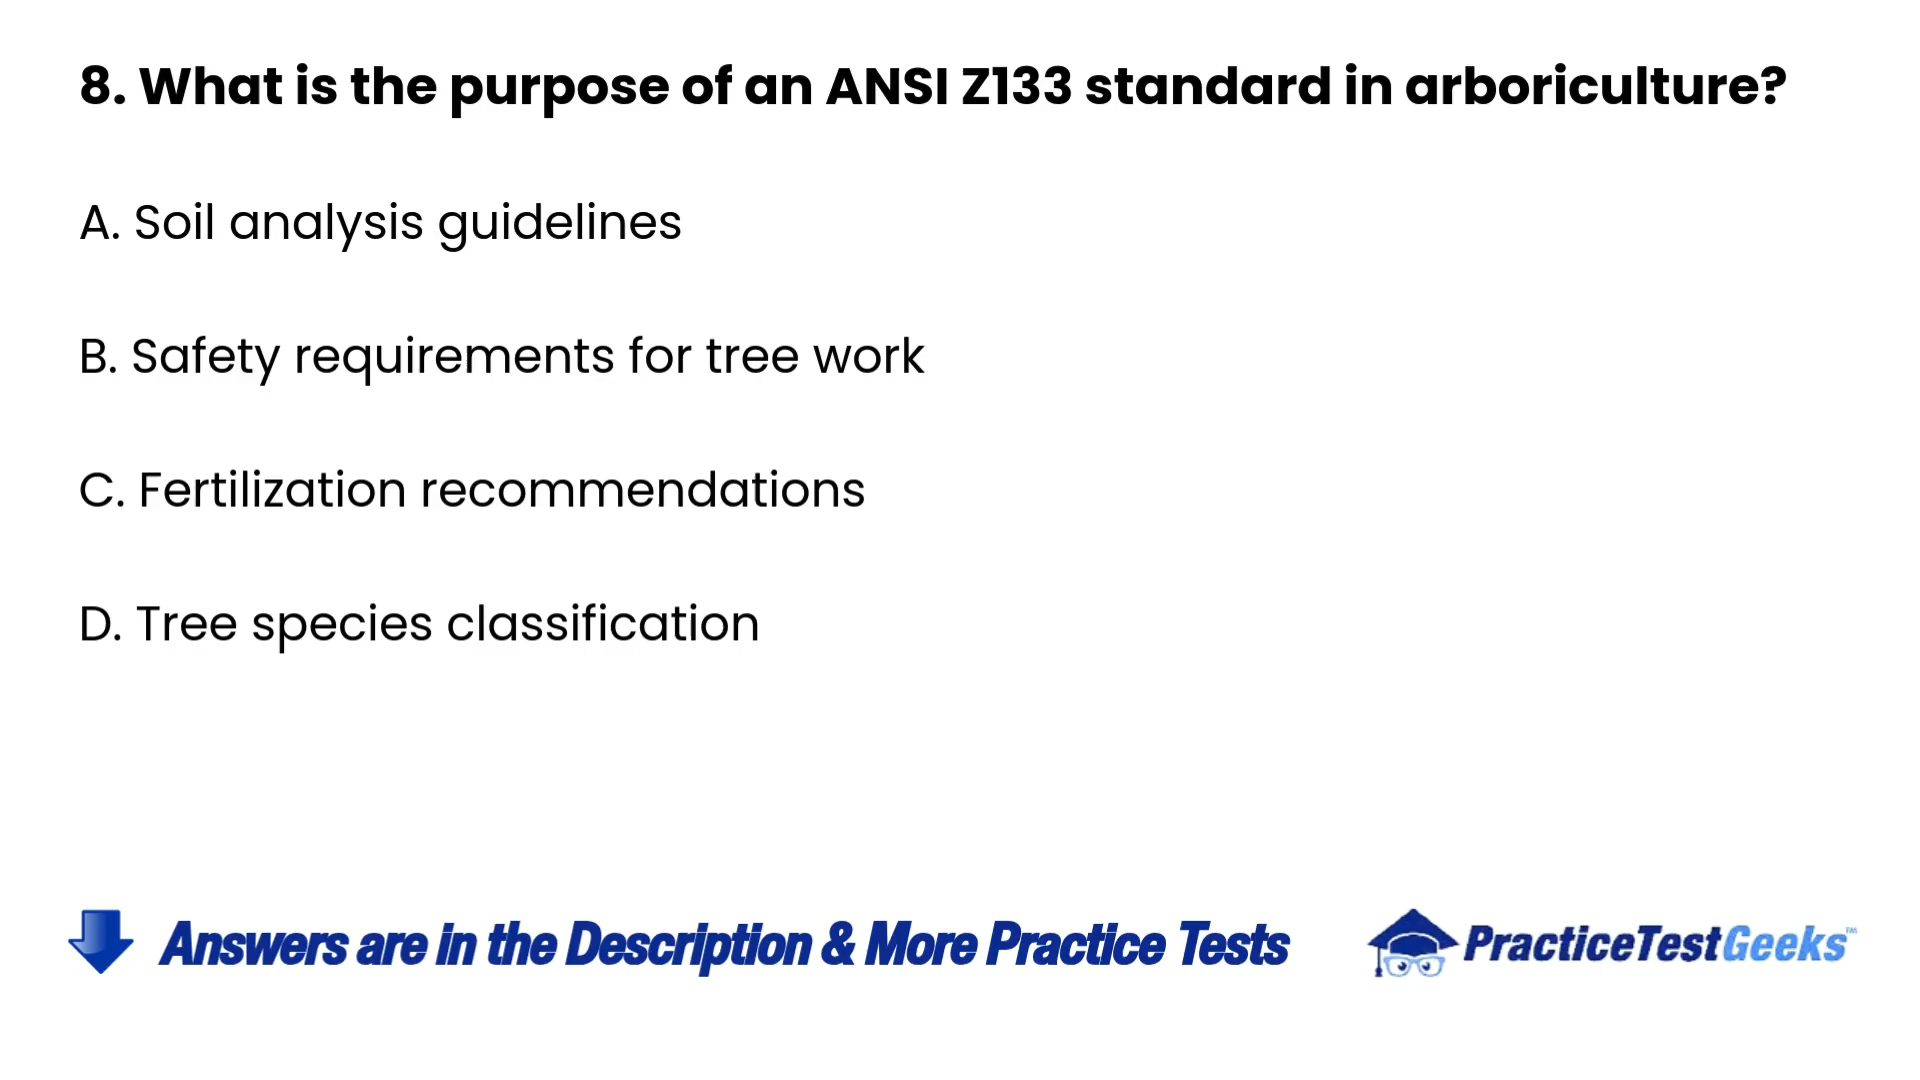 8. What is the purpose of an ANSI Z133 standard in arboriculture?
A. Soil analysis guidelines
B. Safety requirements for tree work
C. Fertilization recommendations
D. Tree species classification
Answers are in the Description & More Practice Tests
PracticeTestGeeks™